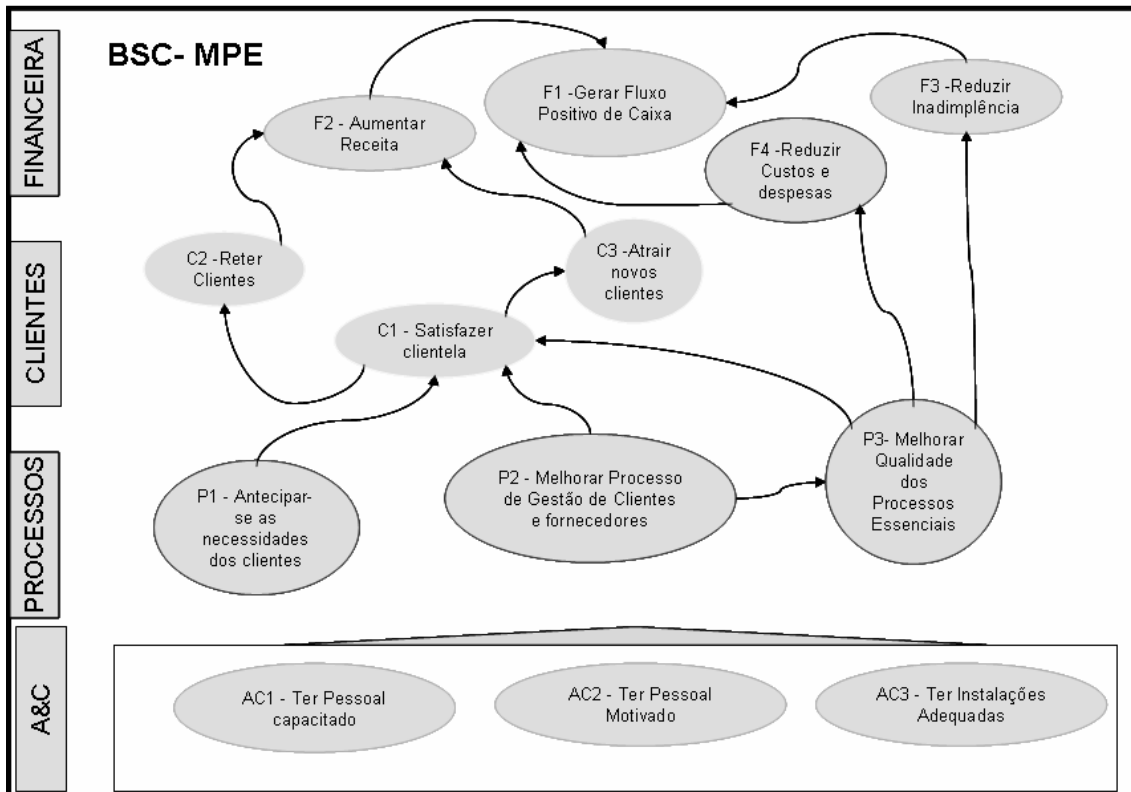 BSC- MPE
FINANCEIRA
F1 -Gerar Fluxo
Positivo de Caixa
F3 -Reduzir
Inadimplência
F2 - Aumentar
Receita
F4 -Reduzir
Custos e
despesas
CLIENTES
C2 -Reter
Clientes
C3 -Atrair
novos
clientes
C1 - Satisfazer
clientela
PROCESSOS
P1 - Antecipar-
se as
necessidades
dos clientes
P2 - Melhorar Processo
de Gestão de Clientes
e fornecedores
P3- Melhorar
Qualidade
dos
Processos
Essenciais
A&C
AC1 - Ter Pessoal
capacitado
AC2 - Ter Pessoal
Motivado
AC3 - Ter Instalações
Adequadas